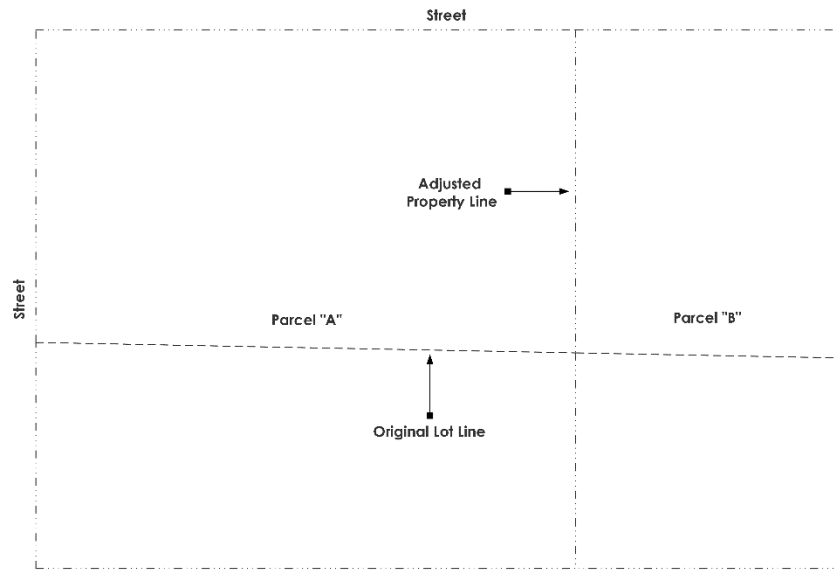 Street
Adjusted
Property Line
Street
Parcel "A"
Parcel "B"
Original Lot Line